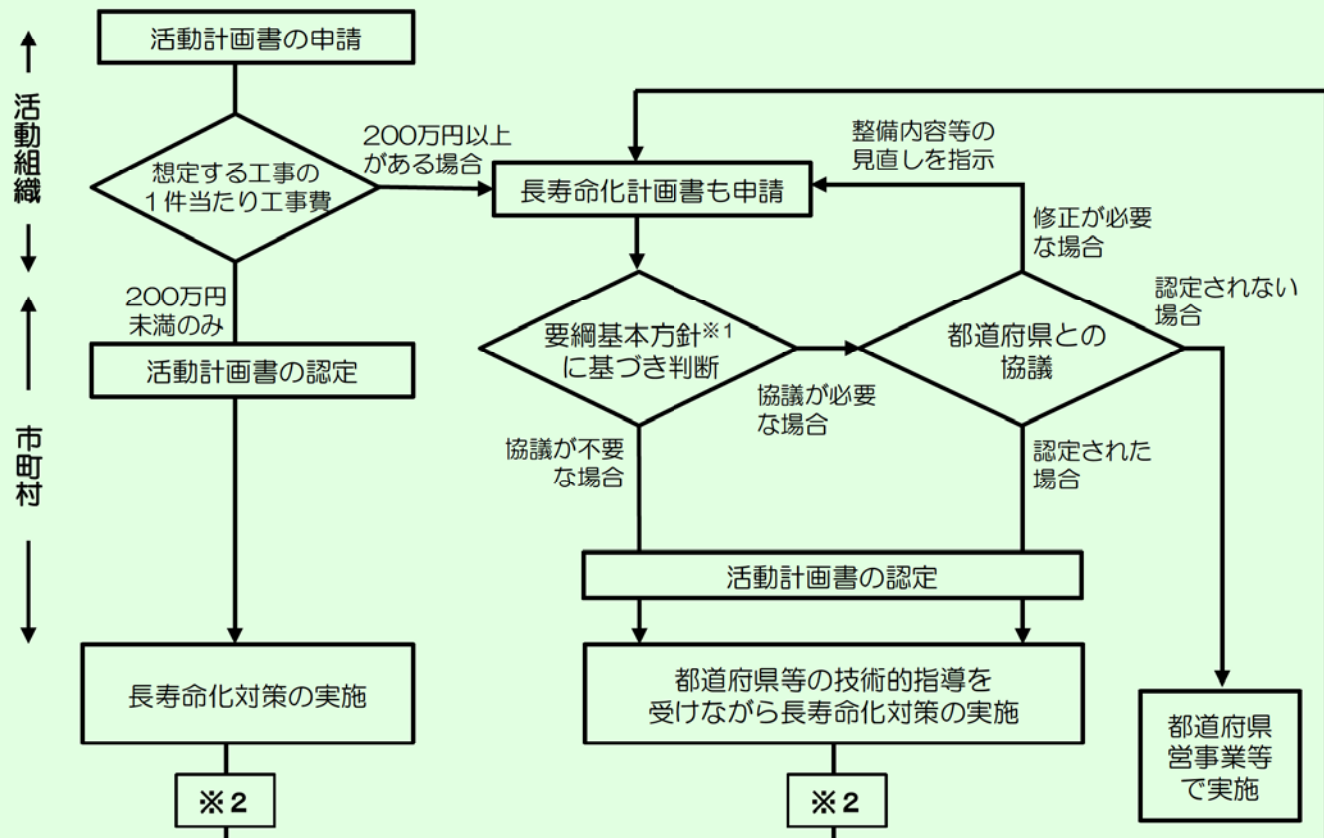 活動計画書の申請
活動組織
想定する工事の
1件当たり工事費
200万円以上
がある場合
長寿命化計画書も申請
整備内容等の
見直しを指示
修正が必要
な場合
200万円
未満のみ
活動計画書の認定
市町村
要綱基本方針※1
に基づき判断
協議が必要
な場合
都道府県との
協議
認定されない
場合
協議が不要
な場合
認定された
場合
活動計画書の認定
長寿命化対策の実施
都道府県等の技術的指導を
受けながら長寿命化対策の実施
都道府県
営事業等
で実施
※2
※2